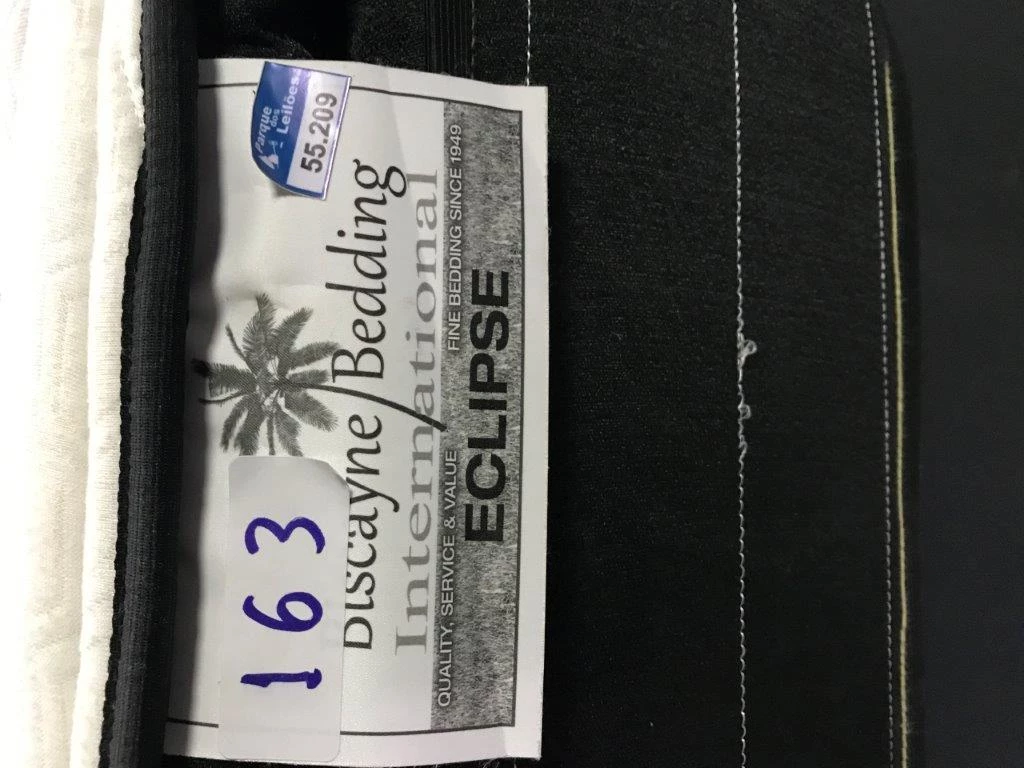 Parque
dos
Leilões
55.209
163
Biscayne Bedding
International
QUALITY, SERVICE & VALUE
FINE BEDDING SINCE 1949
ECLIPSE